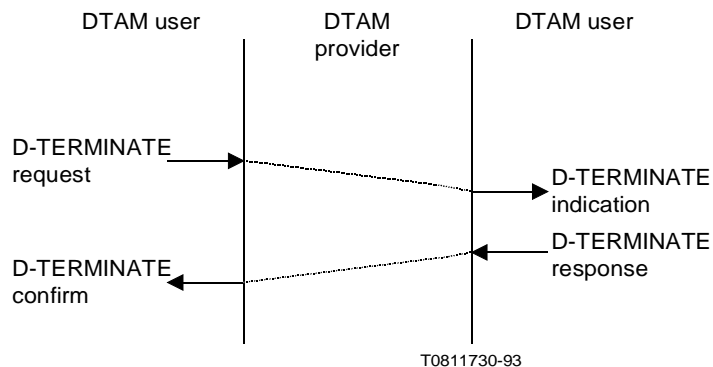 DTAM user
DTAM
provider
DTAM user
D-TERMINATE
request
D-TERMINATE
indication
D-TERMINATE
response
D-TERMINATE
confirm
T0811730-93